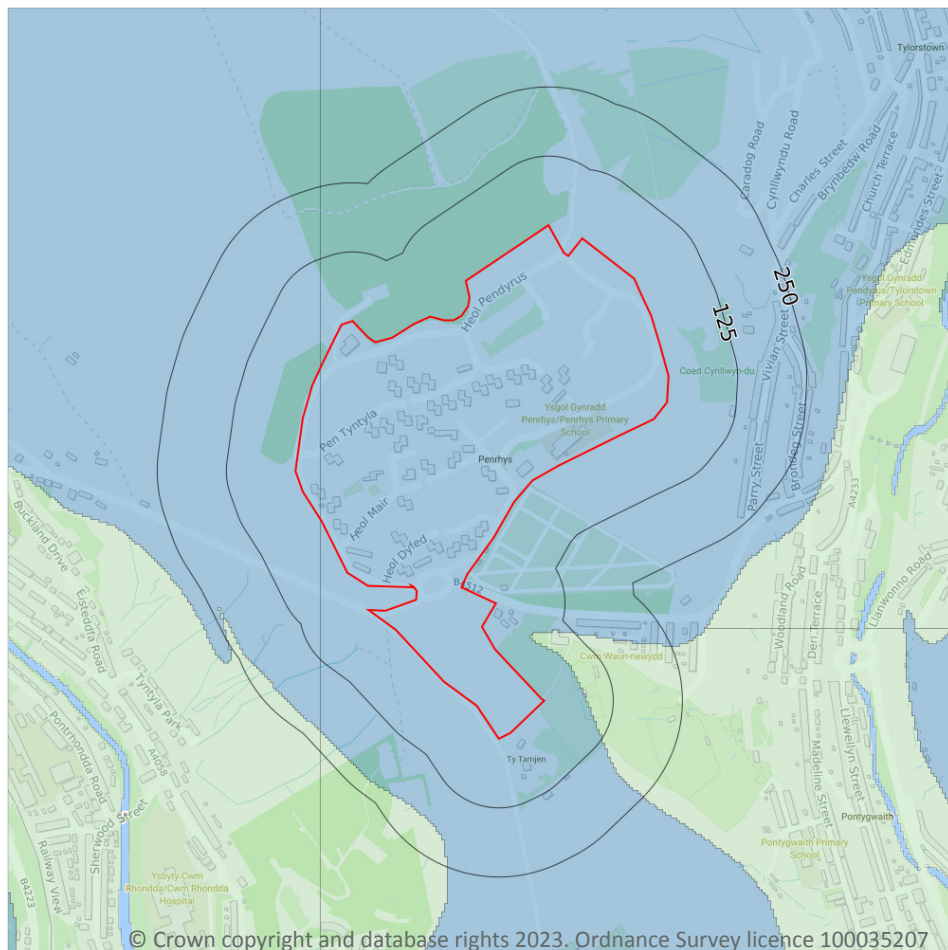 Tylorstown
Caradog Road
Cynllwyndu Road
Charles Street
Brynbedw Road
Church Terrace
Edmondes Street
Ysgol Gynradd
Pendyrus/Tylorstown
Primary School
250
125
Heol Pendyrus
Vivian Street
Coed Cynllwyn-du
Pen Tyntyla
Ysgol Gynradd
Penrhys/Penrhys Primary
School
Penrhys
Parry Street
Brondeg Street
A4233
Heol Mair
Heol Dyfed
B4512
Buckland Drive
Eisteddfa Road
Tyntyla Park
A4058
Pontrhondda Road
Sherwood Street
Railway View
B4223
Ysbyty Cwm
Rhondda/Cwm Rhondda
Hospital
Woodland Road
Deri Terrace
Llanwonno Road
Cwm Waun-newydd
Llewellyn Street
Madeline Street
Ty Tamjen
Pontygwaith
Pontygwaith Primary
School
© Crown copyright and database rights 2023. Ordnance Survey licence 100035207